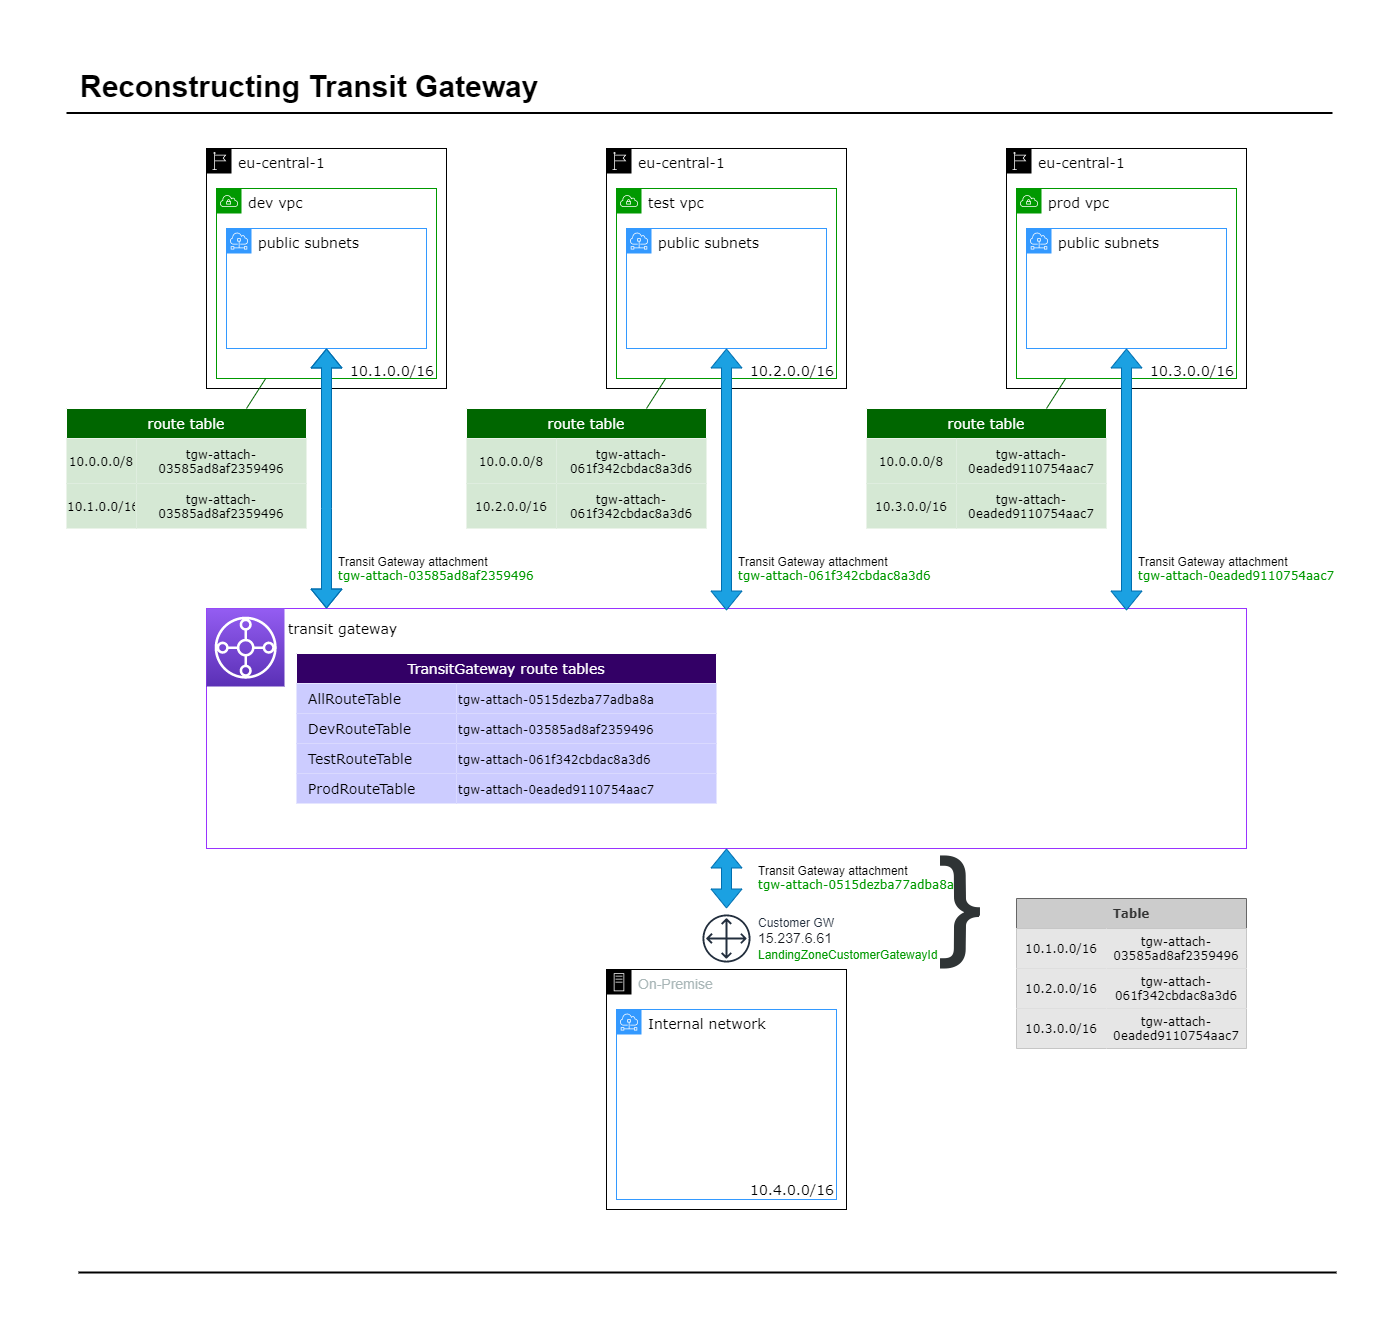 Reconstructing Transit Gateway
eu-central-1
dev vpc
public subnets
10.1.0.0/16
eu-central-1
test vpc
public subnets
10.2.0.0/16
eu-central-1
prod vpc
public subnets
10.3.0.0/16
route table
10.0.0.0/8
tgw-attach-
03585ad8af2359496
10.1.0.0/16
tgw-attach-
03585ad8af2359496
route table
10.0.0.0/8
tgw-attach-
061f342cbdac8a3d6
10.2.0.0/16
tgw-attach-
061f342cbdac8a3d6
route table
10.0.0.0/8
tgw-attach-
0eaded9110754aac7
10.3.0.0/16
tgw-attach-
0eaded9110754aac7
Transit Gateway attachment
tgw-attach-03585ad8af2359496
Transit Gateway attachment
tgw-attach-061f342cbdac8a3d6
Transit Gateway attachment
tgw-attach-0eaded9110754aac7
transit gateway
TransitGateway route tables
AllRouteTable tgw-attach-0515dezba77adba8a
DevRouteTable tgw-attach-03585ad8af2359496
TestRouteTable tgw-attach-061f342cbdac8a3d6
ProdRouteTable tgw-attach-0eaded9110754aac7
Transit Gateway attachment
tgw-attach-0515dezba77adba8a
Customer GW
15.237.6.61
LandingZoneCustomerGatewayId
}
Table
10.1.0.0/16
tgw-attach-
03585ad8af2359496
10.2.0.0/16
tgw-attach-
061f342cbdac8a3d6
10.3.0.0/16
tgw-attach-
0eaded9110754aac7
On-Premise
Internal network
10.4.0.0/16